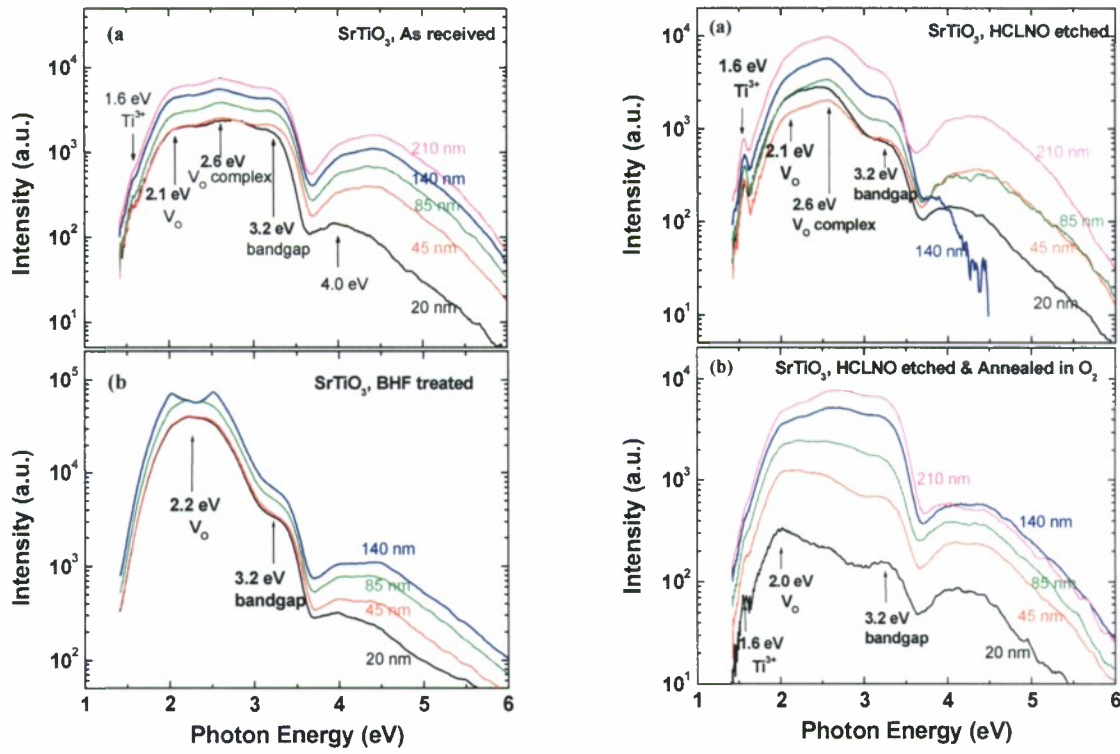 (a
SrTiO3, As received
10^4
10^3
10^2
10^1
Intensity (a.u.)
1.6 eV
Ti3+
2.1 eV
VO
2.6 eV
VO complex
3.2 eV
bandgap
4.0 eV
210 nm
140 nm
85 nm
45 nm
20 nm
(b
SrTiO3, BHF treated
10^5
10^4
10^3
10^2
Intensity (a.u.)
2.2 eV
VO
3.2 eV
bandgap
140 nm
85 nm
45 nm
20 nm
1 2 3 4 5 6
Photon Energy (eV)
(a)
SrTiO3, HCLNO etched
10^4
10^3
10^2
10^1
Intensity (a.u.)
1.6 eV
Ti3+
2.1 eV
VO
2.6 eV
VO complex
3.2 eV
bandgap
210 nm
85 nm
45 nm
140 nm
20 nm
(b)
SrTiO3, HCLNO etched & Annealed in O2
10^4
10^3
10^2
10^1
Intensity (a.u.)
1.6 eV
Ti3+
2.0 eV
VO
3.2 eV
bandgap
210 nm
140 nm
85 nm
45 nm
20 nm
1 2 3 4 5 6
Photon Energy (eV)